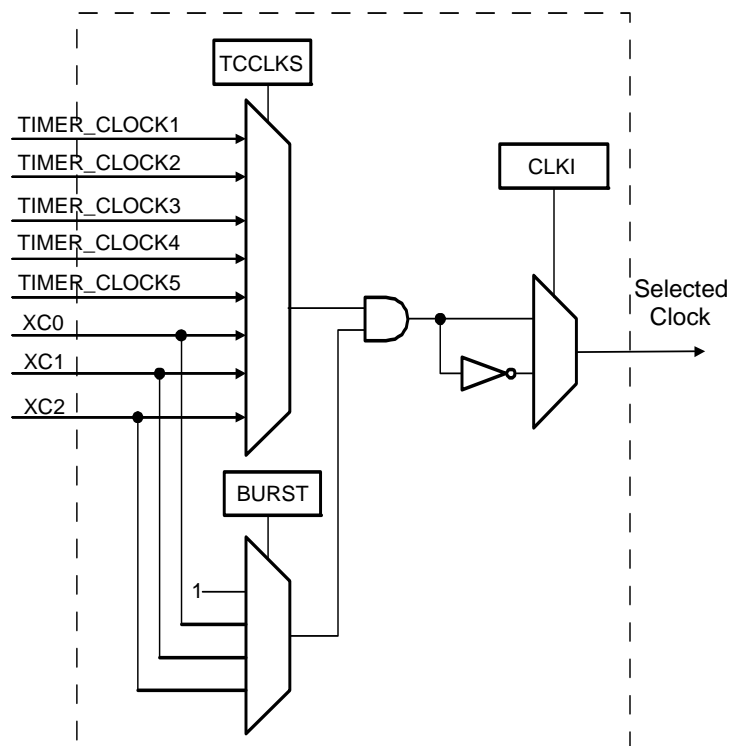 TCCLKS
TIMER_CLOCK1
TIMER_CLOCK2
CLKI
TIMER_CLOCK3
TIMER_CLOCK4
TIMER_CLOCK5
Selected
Clock
XC0
XC1
XC2
BURST
1